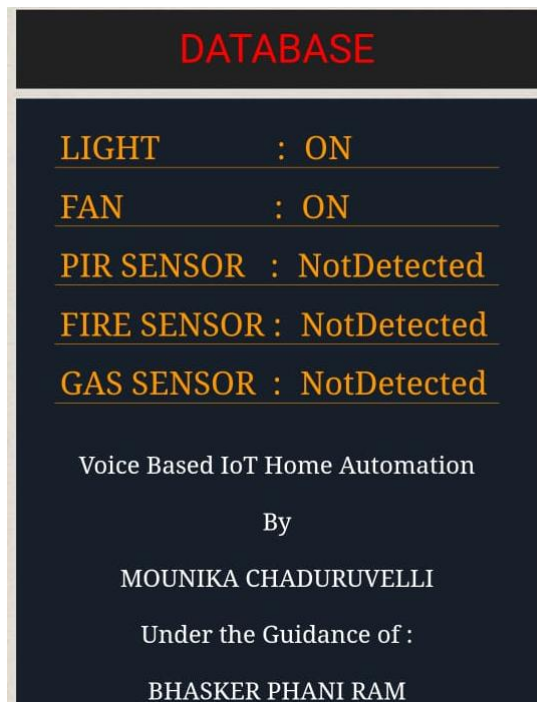 DATABASE
LIGHT : ON
FAN : ON
PIR SENSOR : NotDetected
FIRE SENSOR : NotDetected
GAS SENSOR : NotDetected
Voice Based IoT Home Automation
By
MOUNIKA CHADURUVELLI
Under the Guidance of :
BHASKER PHANI RAM